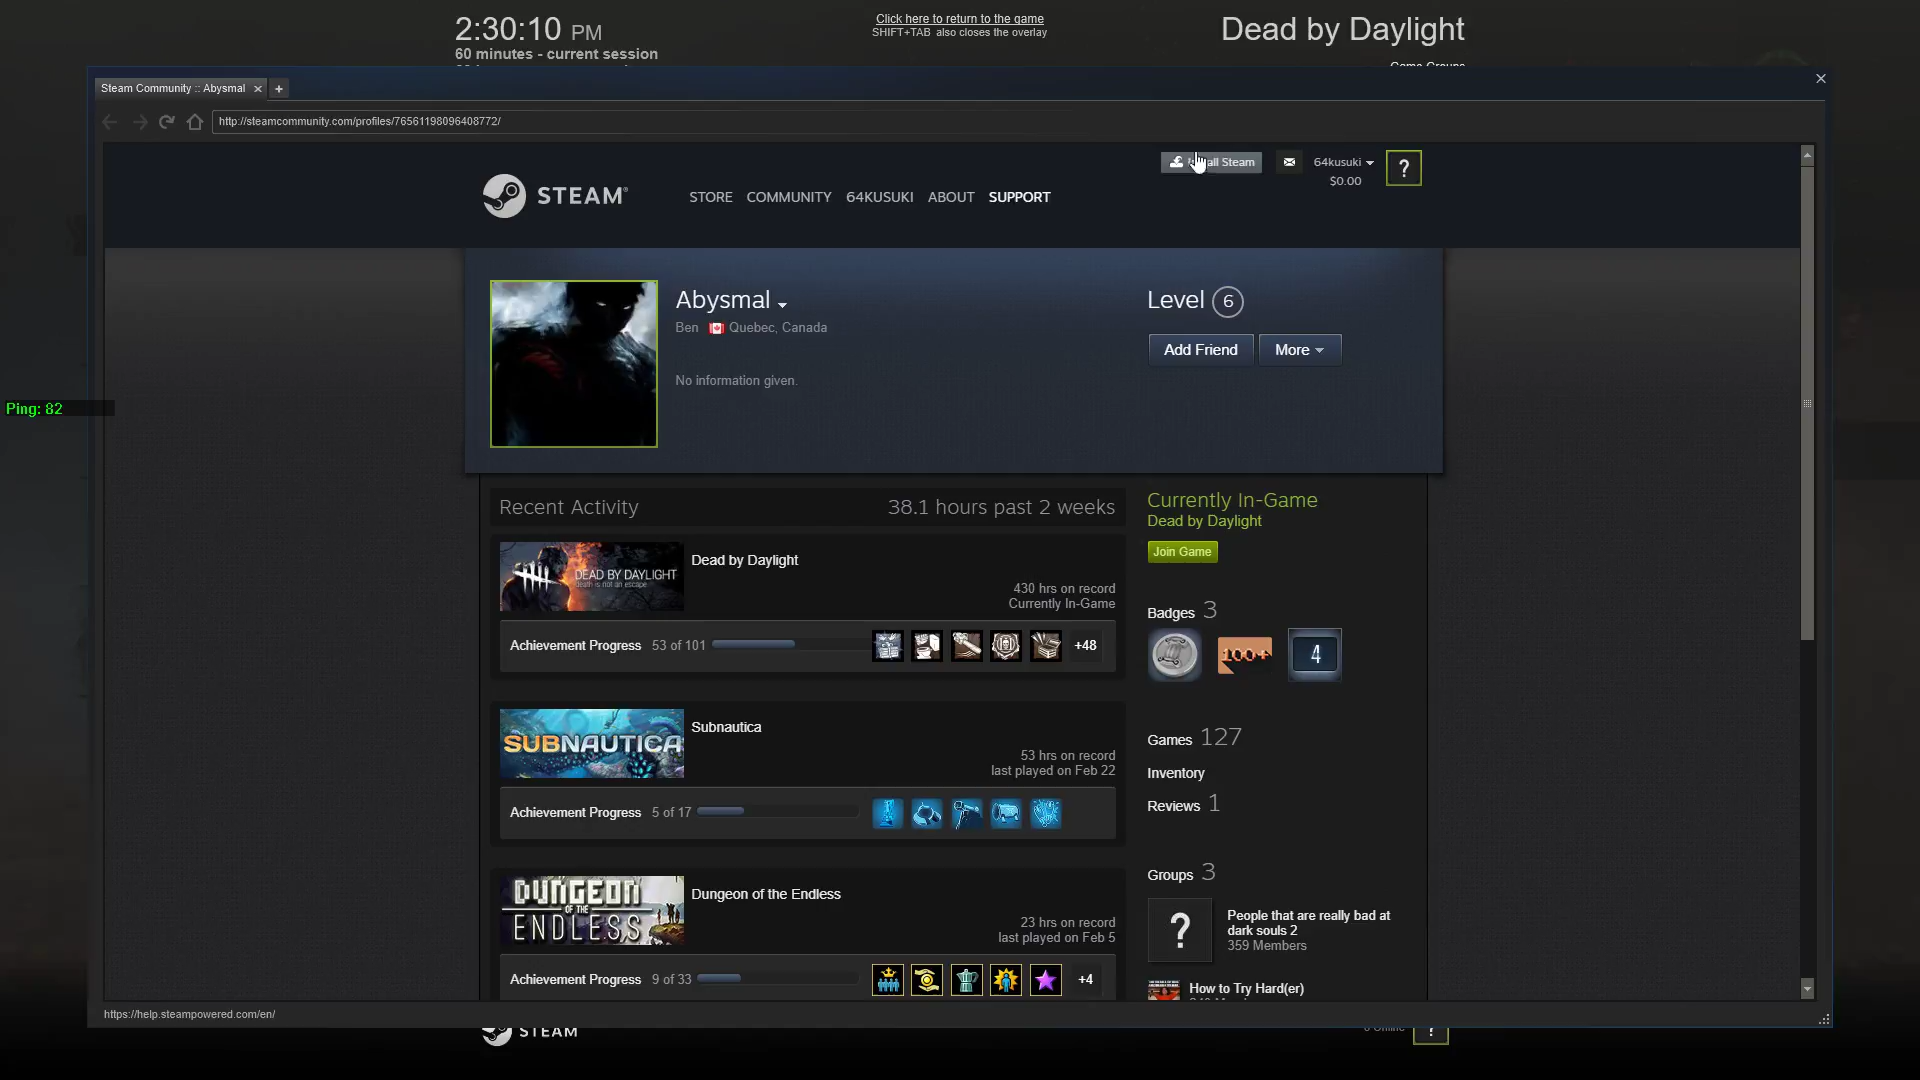 2:30:10 PM
60 minutes - current session
Click here to return to the game
SHIFT+TAB also closes the overlay
Dead by Daylight
Game Groups
Steam Community :: Abysmal
http://steamcommunity.com/profiles/76561198096408772/
Steam
64kusuki
$0.00
?
STEAM®
STORE COMMUNITY 64KUSUKI ABOUT SUPPORT
Abysmal
Ben Quebec, Canada
No information given.
Level 6
Add Friend
More
Ping: 82
Recent Activity
38.1 hours past 2 weeks
DEAD BY DAYLIGHT
death is not an escape
Dead by Daylight
430 hrs on record
Currently In-Game
Achievement Progress 53 of 101
+48
SUBNAUTICA
Subnautica
53 hrs on record
last played on Feb 22
Achievement Progress 5 of 17
DUNGEON
OF THE
ENDLESS
Dungeon of the Endless
23 hrs on record
last played on Feb 5
Achievement Progress 9 of 33
+4
Currently In-Game
Dead by Daylight
Join Game
Badges 3
100+
4
Games 127
Inventory
Reviews 1
Groups 3
?
People that are really bad at
dark souls 2
359 Members
How to Try Hard(er)
https://help.steampowered.com/en/
STEAM
?